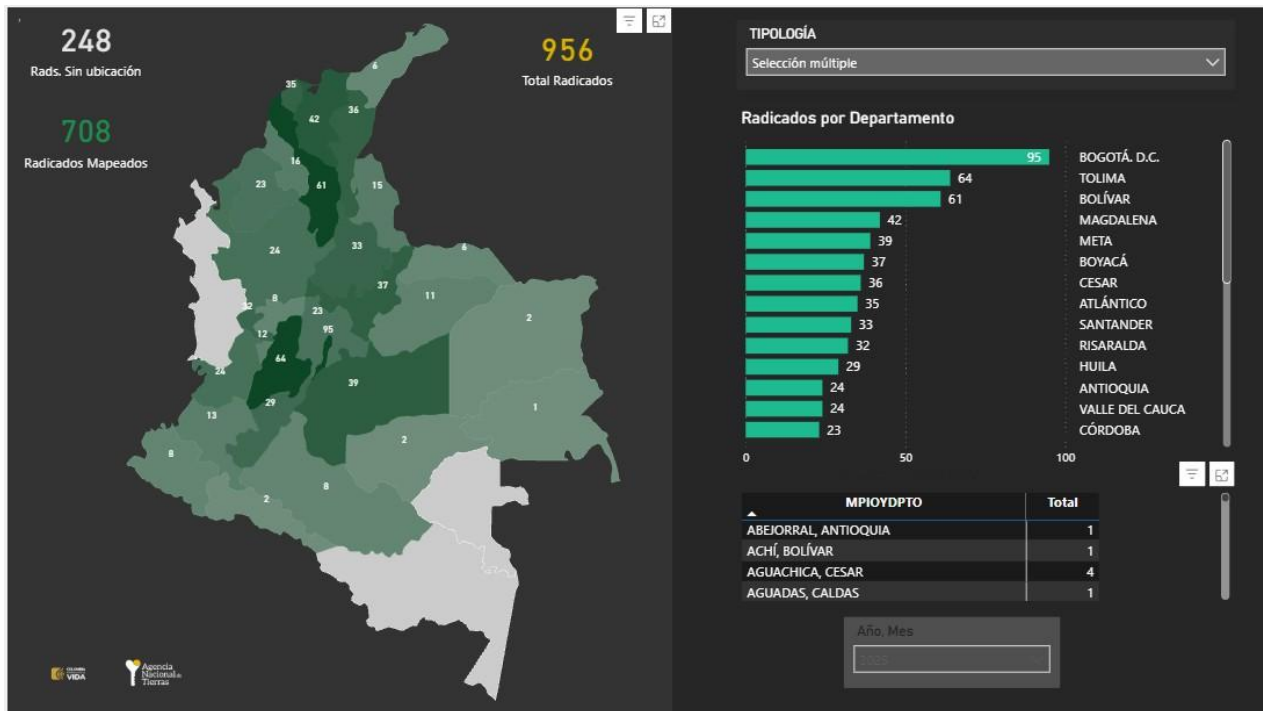 248
Rads. Sin ubicación
956
Total Radicados
708
Radicados Mapeados
6
35
36
42
16
61
15
23
33
24
6
37
11
8
23
2
12
95
64
24
39
29
1
13
2
8
8
2
COLOMBIA
VIDA
Agencia
Nacional de
Tierras
TIPOLOGÍA
Selección múltiple
Radicados por Departamento
95 BOGOTÁ. D.C.
64 TOLIMA
61 BOLÍVAR
42 MAGDALENA
39 META
37 BOYACÁ
36 CESAR
35 ATLÁNTICO
33 SANTANDER
32 RISARALDA
29 HUILA
24 ANTIOQUIA
24 VALLE DEL CAUCA
23 CÓRDOBA
0 50 100
MPIOYDPTO Total
ABEJORRAL, ANTIOQUIA 1
ACHÍ, BOLÍVAR 1
AGUACHICA, CESAR 4
AGUADAS, CALDAS 1
Año, Mes
2025